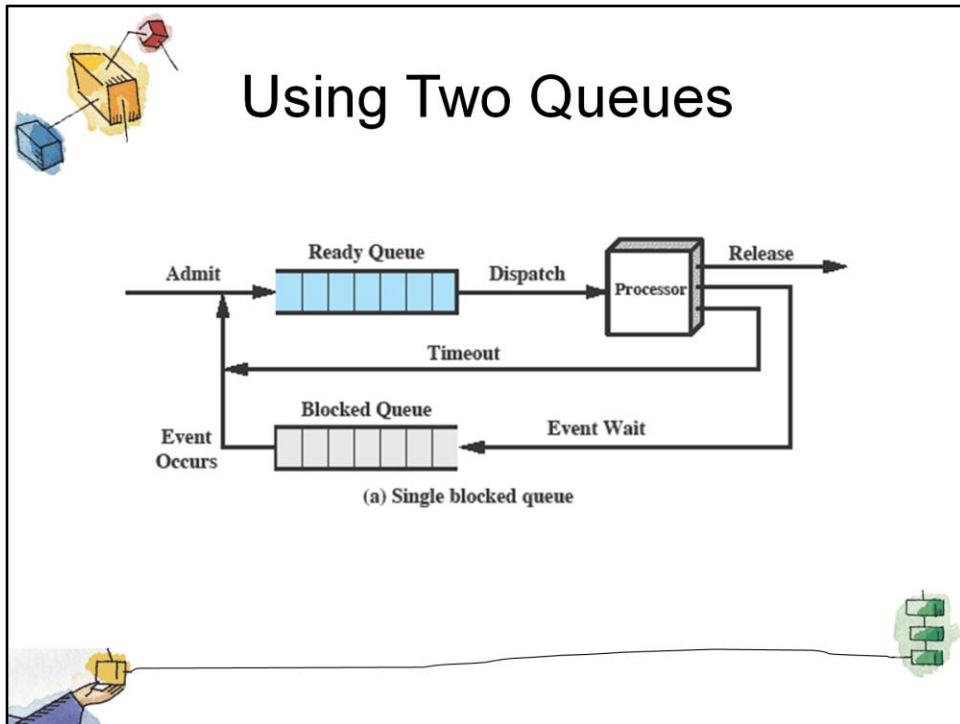 Using Two Queues
Ready Queue
Admit
Dispatch
Processor
Release
Timeout
Blocked Queue
Event Wait
Event
Occurs
(a) Single blocked queue